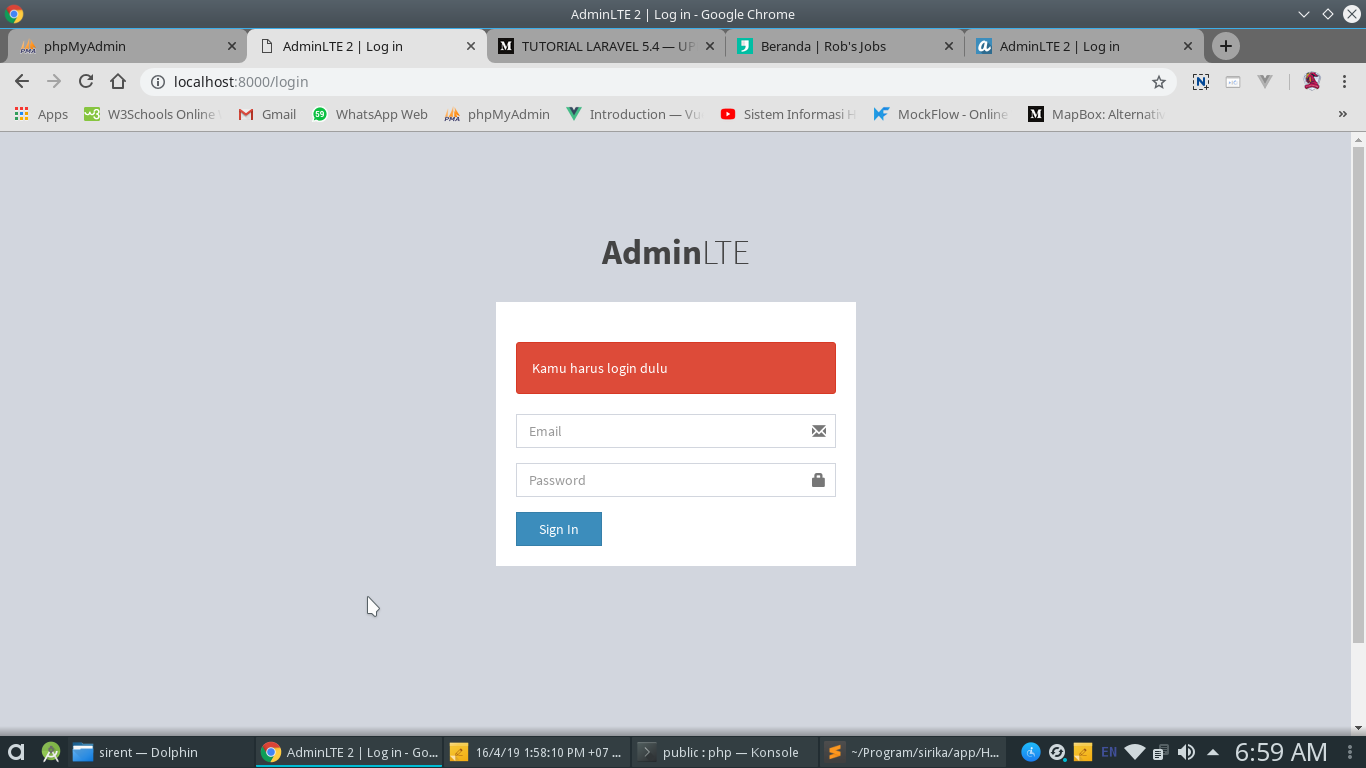 AdminLTE 2 | Log in - Google Chrome
phpMyAdmin
AdminLTE 2 | Log in
TUTORIAL LARAVEL 5.4 — UP
Beranda | Rob's Jobs
AdminLTE 2 | Log in
localhost:8000/login
Apps
W3Schools Online
Gmail
59
WhatsApp Web
phpMyAdmin
Introduction — Vu
Sistem Informasi H
MockFlow - Online
MapBox: Alternativ
»
AdminLTE
Kamu harus login dulu
Email
Password
Sign In
sirent — Dolphin
AdminLTE 2 | Log in - Go...
16/4/19 1:58:10 PM +07 ...
public : php — Konsole
~/Program/sirika/app/H...
EN
6:59 AM